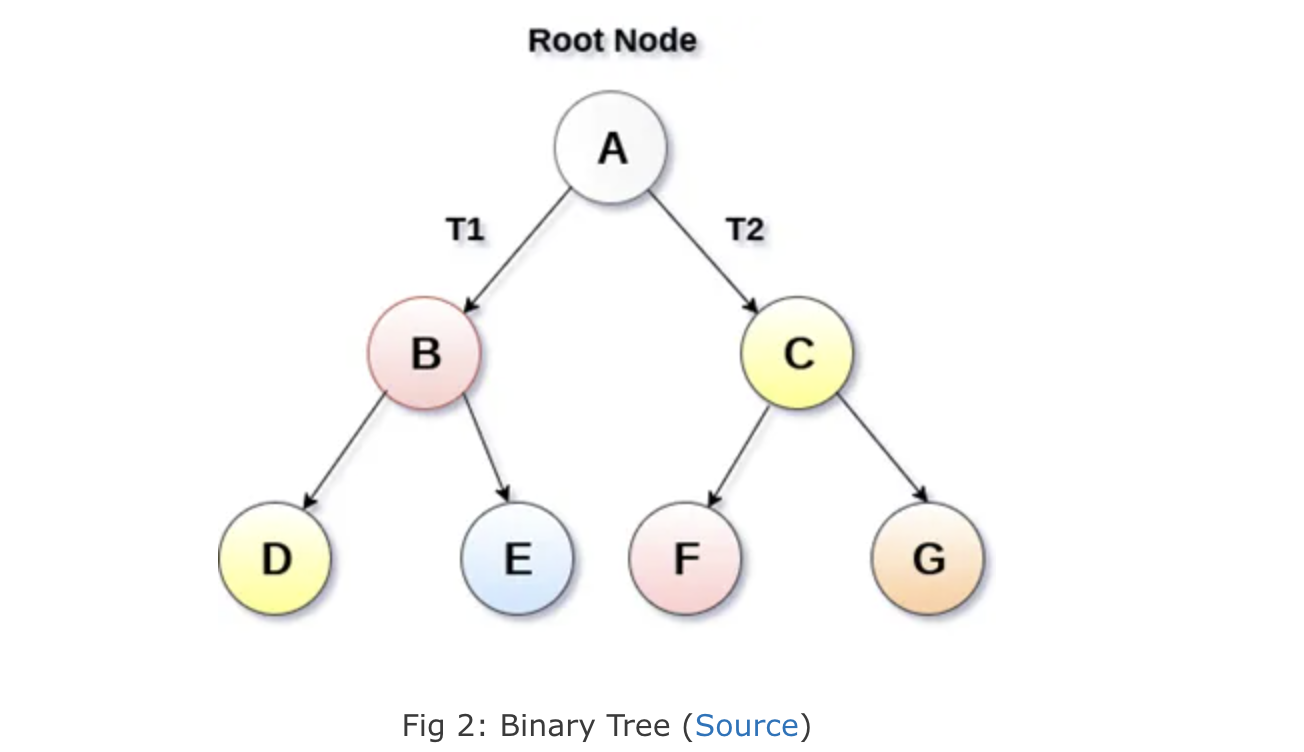 Root Node
A
T1 T2
B C
D E F G
Fig 2: Binary Tree (Source)